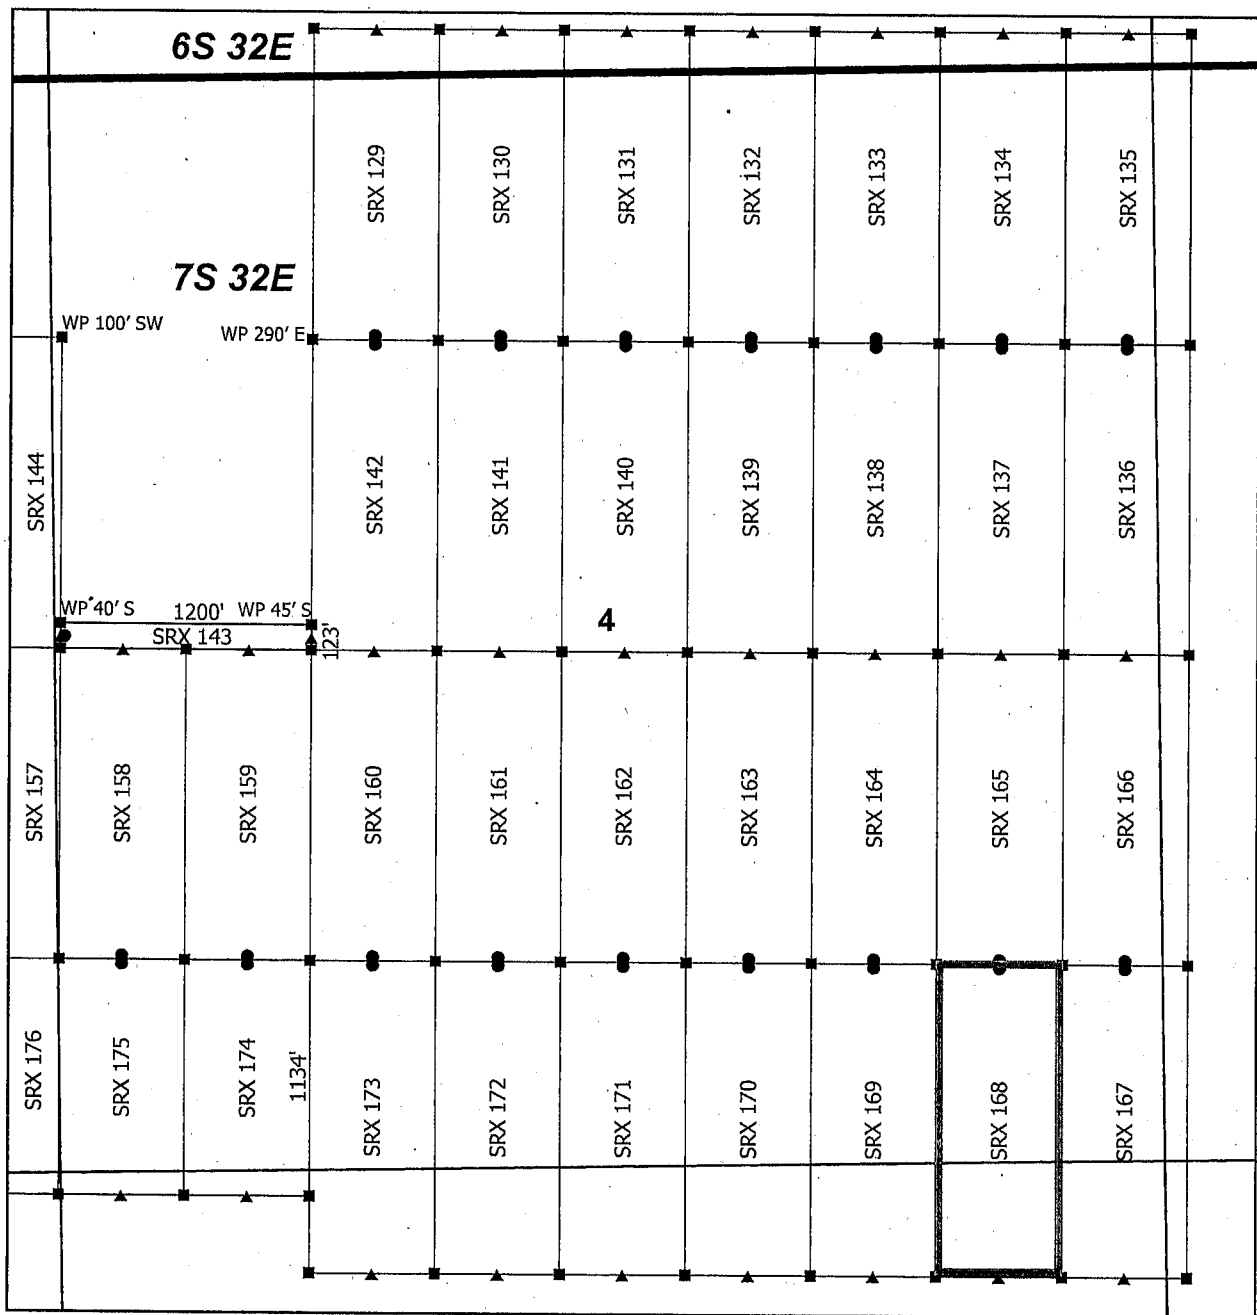 6S 32E
SRX 129
SRX 130
SRX 131
SRX 132
SRX 133
SRX 134
SRX 135
7S 32E
WP 100' SW
WP 290' E
SRX 144
SRX 142
SRX 141
SRX 140
SRX 139
SRX 138
SRX 137
SRX 136
WP 40' S
1200'
WP 45' S
4
SRX 143
123'
SRX 157
SRX 158
SRX 159
SRX 160
SRX 161
SRX 162
SRX 163
SRX 164
SRX 165
SRX 166
SRX 176
SRX 175
SRX 174
1134'
SRX 173
SRX 172
SRX 171
SRX 170
SRX 169
SRX 168
SRX 167